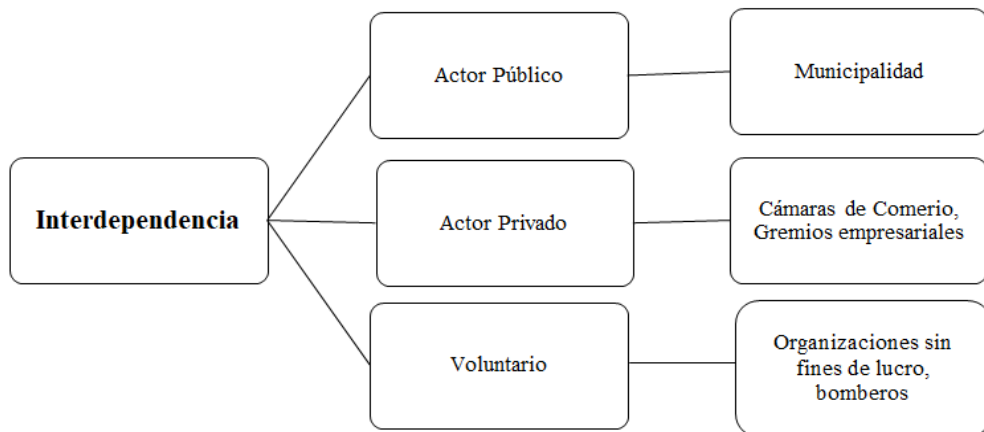 Interdependencia
Actor Público
Municipalidad
Actor Privado
Cámaras de Comerio,
Gremios empresariales
Voluntario
Organizaciones sin
fines de lucro,
bomberos